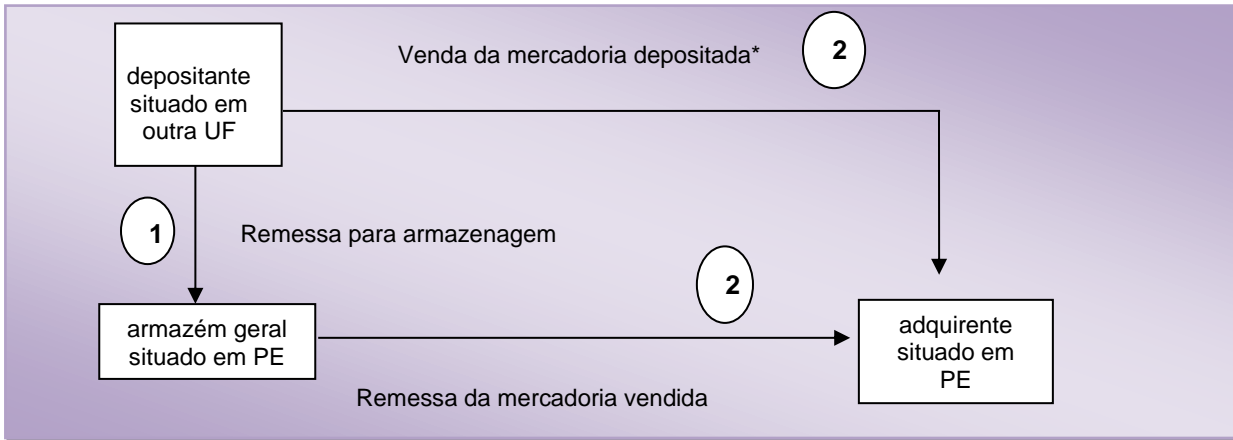 depositante
situado em
outra UF
Venda da mercadoria depositada*
2
1
Remessa para armazenagem
2
armazém geral
situado em PE
Remessa da mercadoria vendida
adquirente
situado em
PE